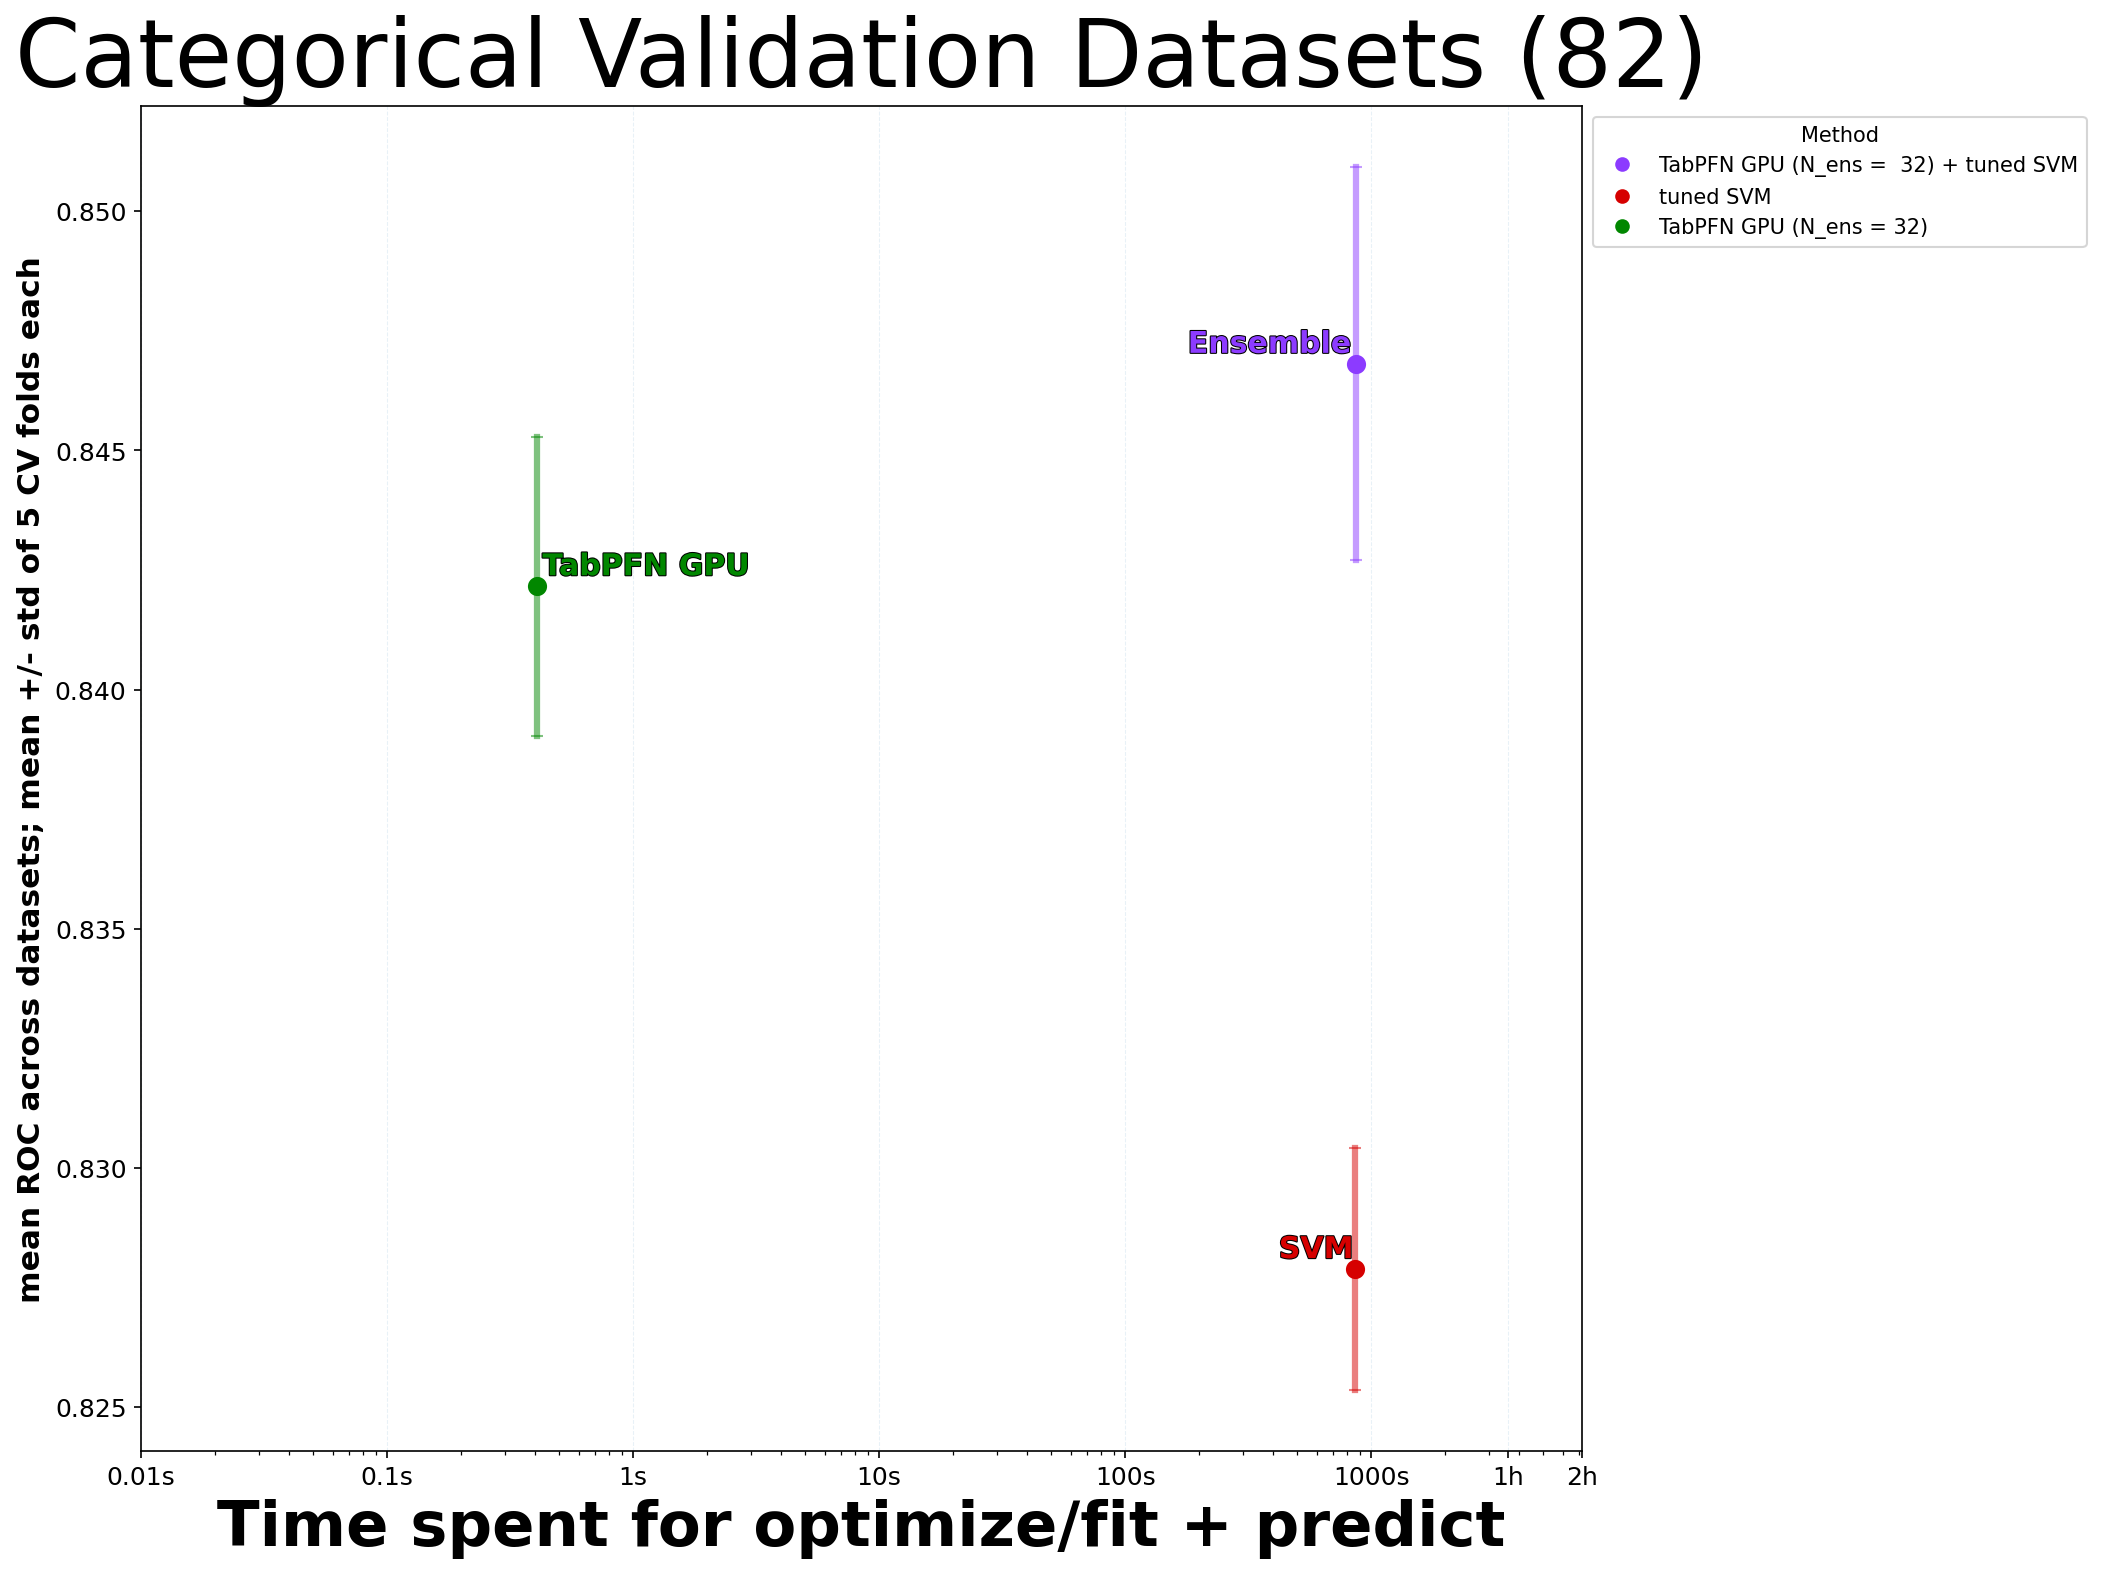 Categorical Validation Datasets (82)
Method
TabPFN GPU (N_ens =  32) + tuned SVM
tuned SVM
TabPFN GPU (N_ens = 32)
mean ROC across datasets; mean +/- std of 5 CV folds each
0.850
0.845
0.840
0.835
0.830
0.825
Ensemble
TabPFN GPU
SVM
0.01s 0.1s 1s 10s 100s 1000s 1h 2h
Time spent for optimize/fit + predict